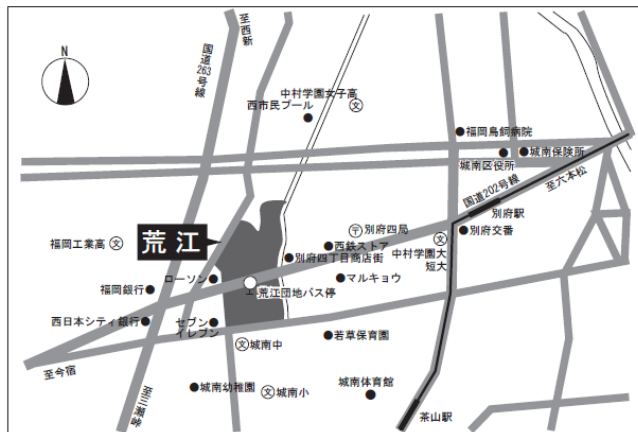 N
至西新
国道263号線
中村学園女子高
文
西市民プール
福岡鳥飼病院
城南保険所
城南区役所
国道202号線
至六本松
別府駅
別府交番
〒
別府四局
文
中村学園大
短大
西鉄ストア
別府四丁目商店街
マルキョウ
福岡工業高
文
荒江
ローソン
荒江団地バス停
福岡銀行
西日本シティ銀行
セブン
イレブン
若草保育園
文
城南中
至今宿
至三瀬峠
城南幼稚園
文
城南小
城南体育館
茶山駅